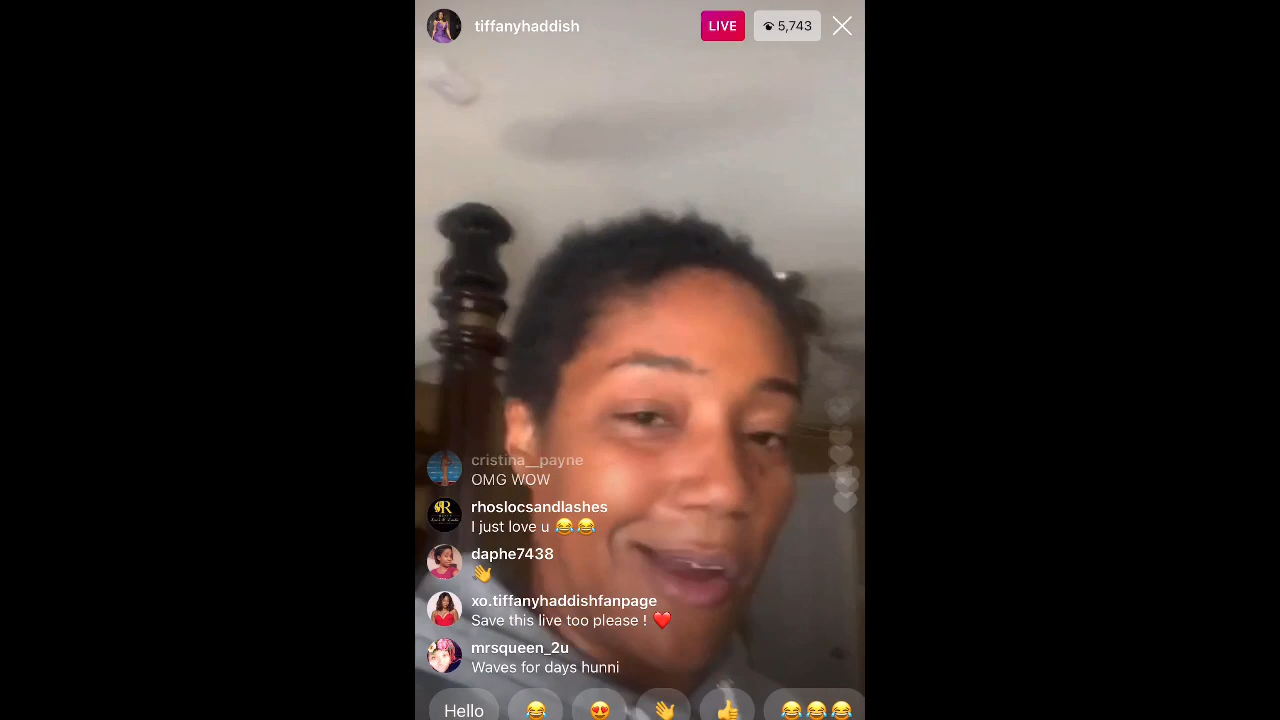 tiffanyhaddish
LIVE
5,743
cristina__payne
OMG WOW
rhoslocsandlashes
I just love u 😂😂
daphe7438
👋
xo.tiffanyhaddishfanpage
Save this live too please ! ❤️
mrsqueen_2u
Waves for days hunni
Hello 😂 😍 👋 👍 😂😂😂